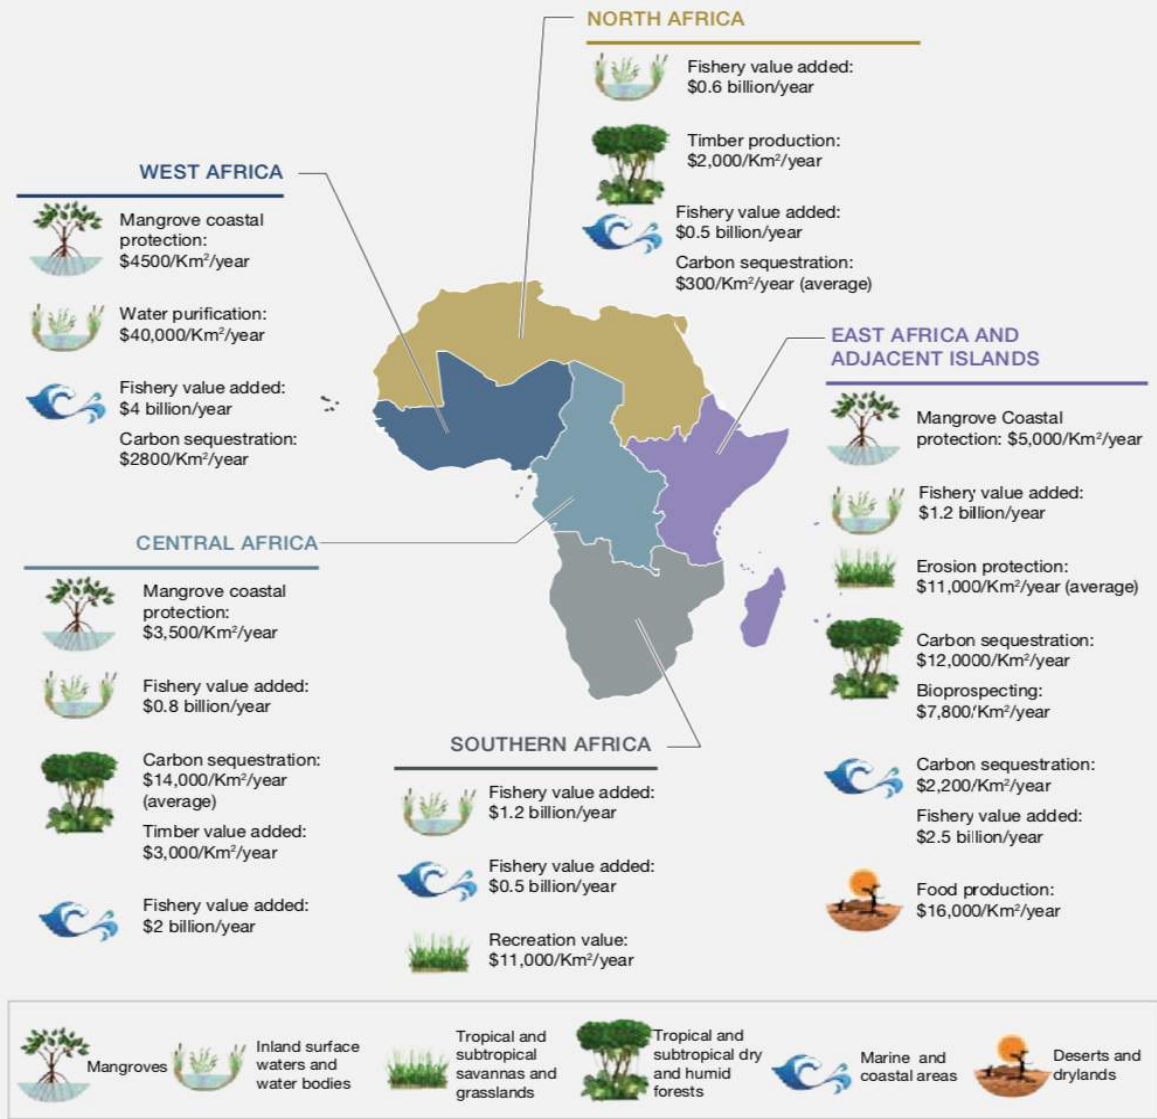 NORTH AFRICA
Fishery value added:
$0.6 billion/year
Timber production:
$2,000/Km²/year
Fishery value added:
$0.5 billion/year
Carbon sequestration:
$300/Km²/year (average)
WEST AFRICA
Mangrove coastal
protection:
$4500/Km²/year
Water purification:
$40,000/Km²/year
Fishery value added:
$4 billion/year
Carbon sequestration:
$2800/Km²/year
EAST AFRICA AND
ADJACENT ISLANDS
Mangrove Coastal
protection: $5,000/Km²/year
Fishery value added:
$1.2 billion/year
Erosion protection:
$11,000/Km²/year (average)
Carbon sequestration:
$12,0000/Km²/year
Bioprospecting:
$7,800/Km²/year
Carbon sequestration:
$2,200/Km²/year
Fishery value added:
$2.5 billion/year
Food production:
$16,000/Km²/year
CENTRAL AFRICA
Mangrove coastal
protection:
$3,500/Km²/year
Fishery value added:
$0.8 billion/year
Carbon sequestration:
$14,000/Km²/year
(average)
Timber value added:
$3,000/Km²/year
Fishery value added:
$2 billion/year
SOUTHERN AFRICA
Fishery value added:
$1.2 billion/year
Fishery value added:
$0.5 billion/year
Recreation value:
$11,000/Km²/year
Mangroves
Inland surface
waters and
water bodies
Tropical and
subtropical
savannas and
grasslands
Tropical and
subtropical dry
and humid
forests
Marine and
coastal areas
Deserts and
drylands